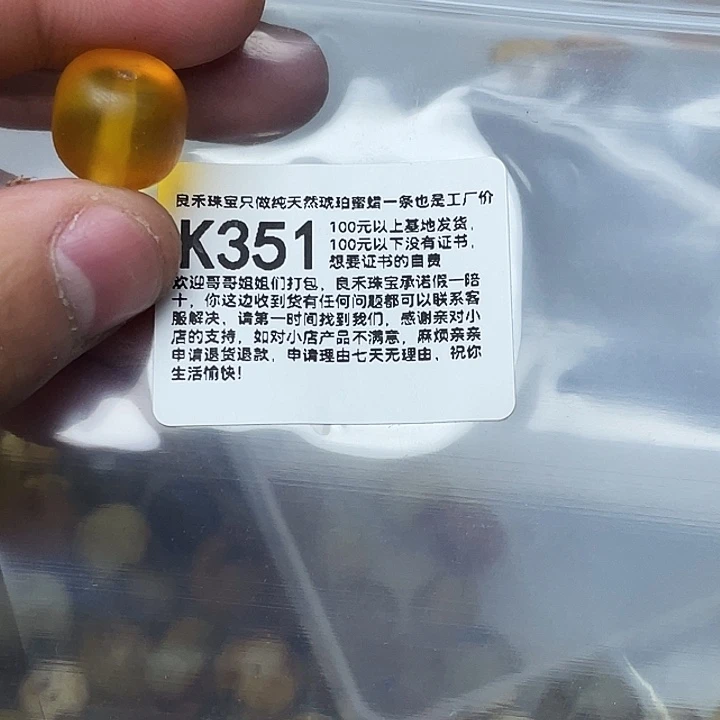 良禾珠宝只做纯天然琥珀蜜蜡一条也是工厂价
K351
100元以上基地发货，
100元以下没有证书，
想要证书的自费
欢迎哥哥姐姐们打包，良禾珠宝承诺假一赔
十，你这边收到货有任何问题都可以联系客
服解决，请第一时间找到我们，感谢亲对小
店的支持，如对小店产品不满意，麻烦亲亲
申请退货退款，申请理由七天无理由，祝你
生活愉快！